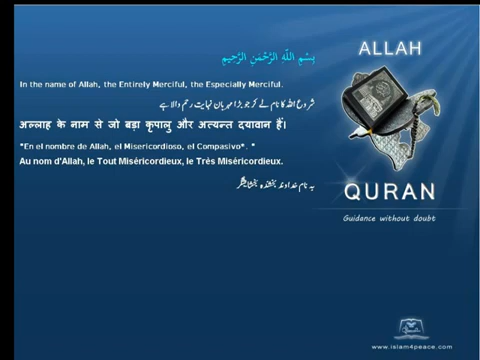 بِسْمِ اللَّهِ الرَّحْمَنِ الرَّحِيمِ
In the name of Allah, the Entirely Merciful, the Especially Merciful.
شروع اللہ کا نام لے کر جو بڑا مہربان نہایت رحم والا ہے
अल्लाह के नाम से जो बड़ा कृपालु और अत्यन्त दयावान हैं।
"En el nombre de Allah, el Misericordioso, el Compasivo". "
Au nom d'Allah, le Tout Miséricordieux, le Très Miséricordieux.
به نام خداوند بخشنده بخشایشگر
ALLAH
QURAN
Guidance without doubt
www.islam4peace.com